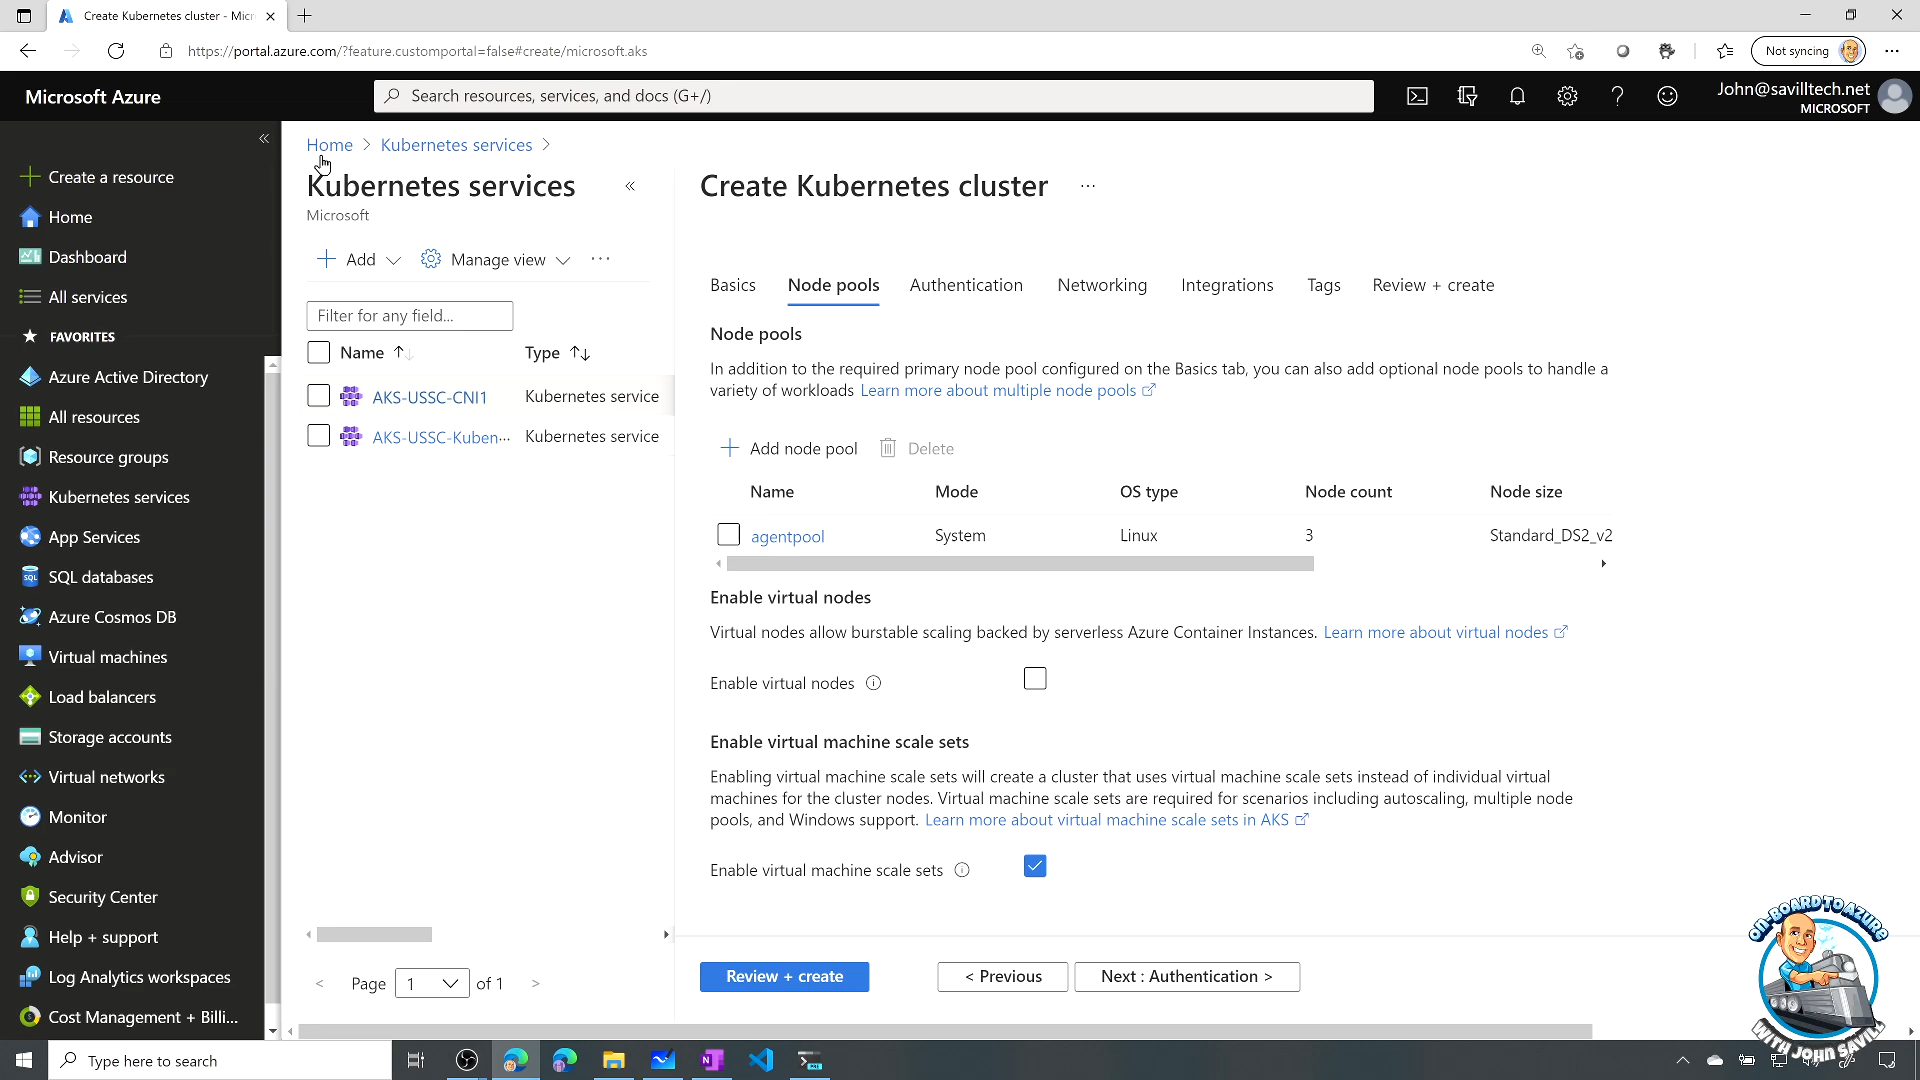 Create Kubernetes cluster - Micr
https://portal.azure.com/?feature.customportal=false#create/microsoft.aks
Not syncing
Microsoft Azure
Search resources, services, and docs (G+/)
John@savilltech.net
MICROSOFT
Create a resource
Home
Dashboard
All services
FAVORITES
Azure Active Directory
All resources
Resource groups
Kubernetes services
App Services
SQL databases
Azure Cosmos DB
Virtual machines
Load balancers
Storage accounts
Virtual networks
Monitor
Advisor
Security Center
Help + support
Log Analytics workspaces
Cost Management + Billi...
Home > Kubernetes services >
Kubernetes services
Microsoft
Add
Manage view
Filter for any field...
Name
Type
AKS-USSC-CNI1
Kubernetes service
AKS-USSC-Kuben...
Kubernetes service
< Page 1 of 1 >
Create Kubernetes cluster
Basics
Node pools
Authentication
Networking
Integrations
Tags
Review + create
Node pools
In addition to the required primary node pool configured on the Basics tab, you can also add optional node pools to handle a
variety of workloads Learn more about multiple node pools
Add node pool
Delete
Name Mode OS type Node count Node size
agentpool System Linux 3 Standard_DS2_v2
Enable virtual nodes
Virtual nodes allow burstable scaling backed by serverless Azure Container Instances. Learn more about virtual nodes
Enable virtual nodes
Enable virtual machine scale sets
Enabling virtual machine scale sets will create a cluster that uses virtual machine scale sets instead of individual virtual
machines for the cluster nodes. Virtual machine scale sets are required for scenarios including autoscaling, multiple node
pools, and Windows support. Learn more about virtual machine scale sets in AKS
Enable virtual machine scale sets
Review + create
< Previous
Next : Authentication >
ON-BOARD TO AZURE
WITH JOHN SAVILL
Type here to search